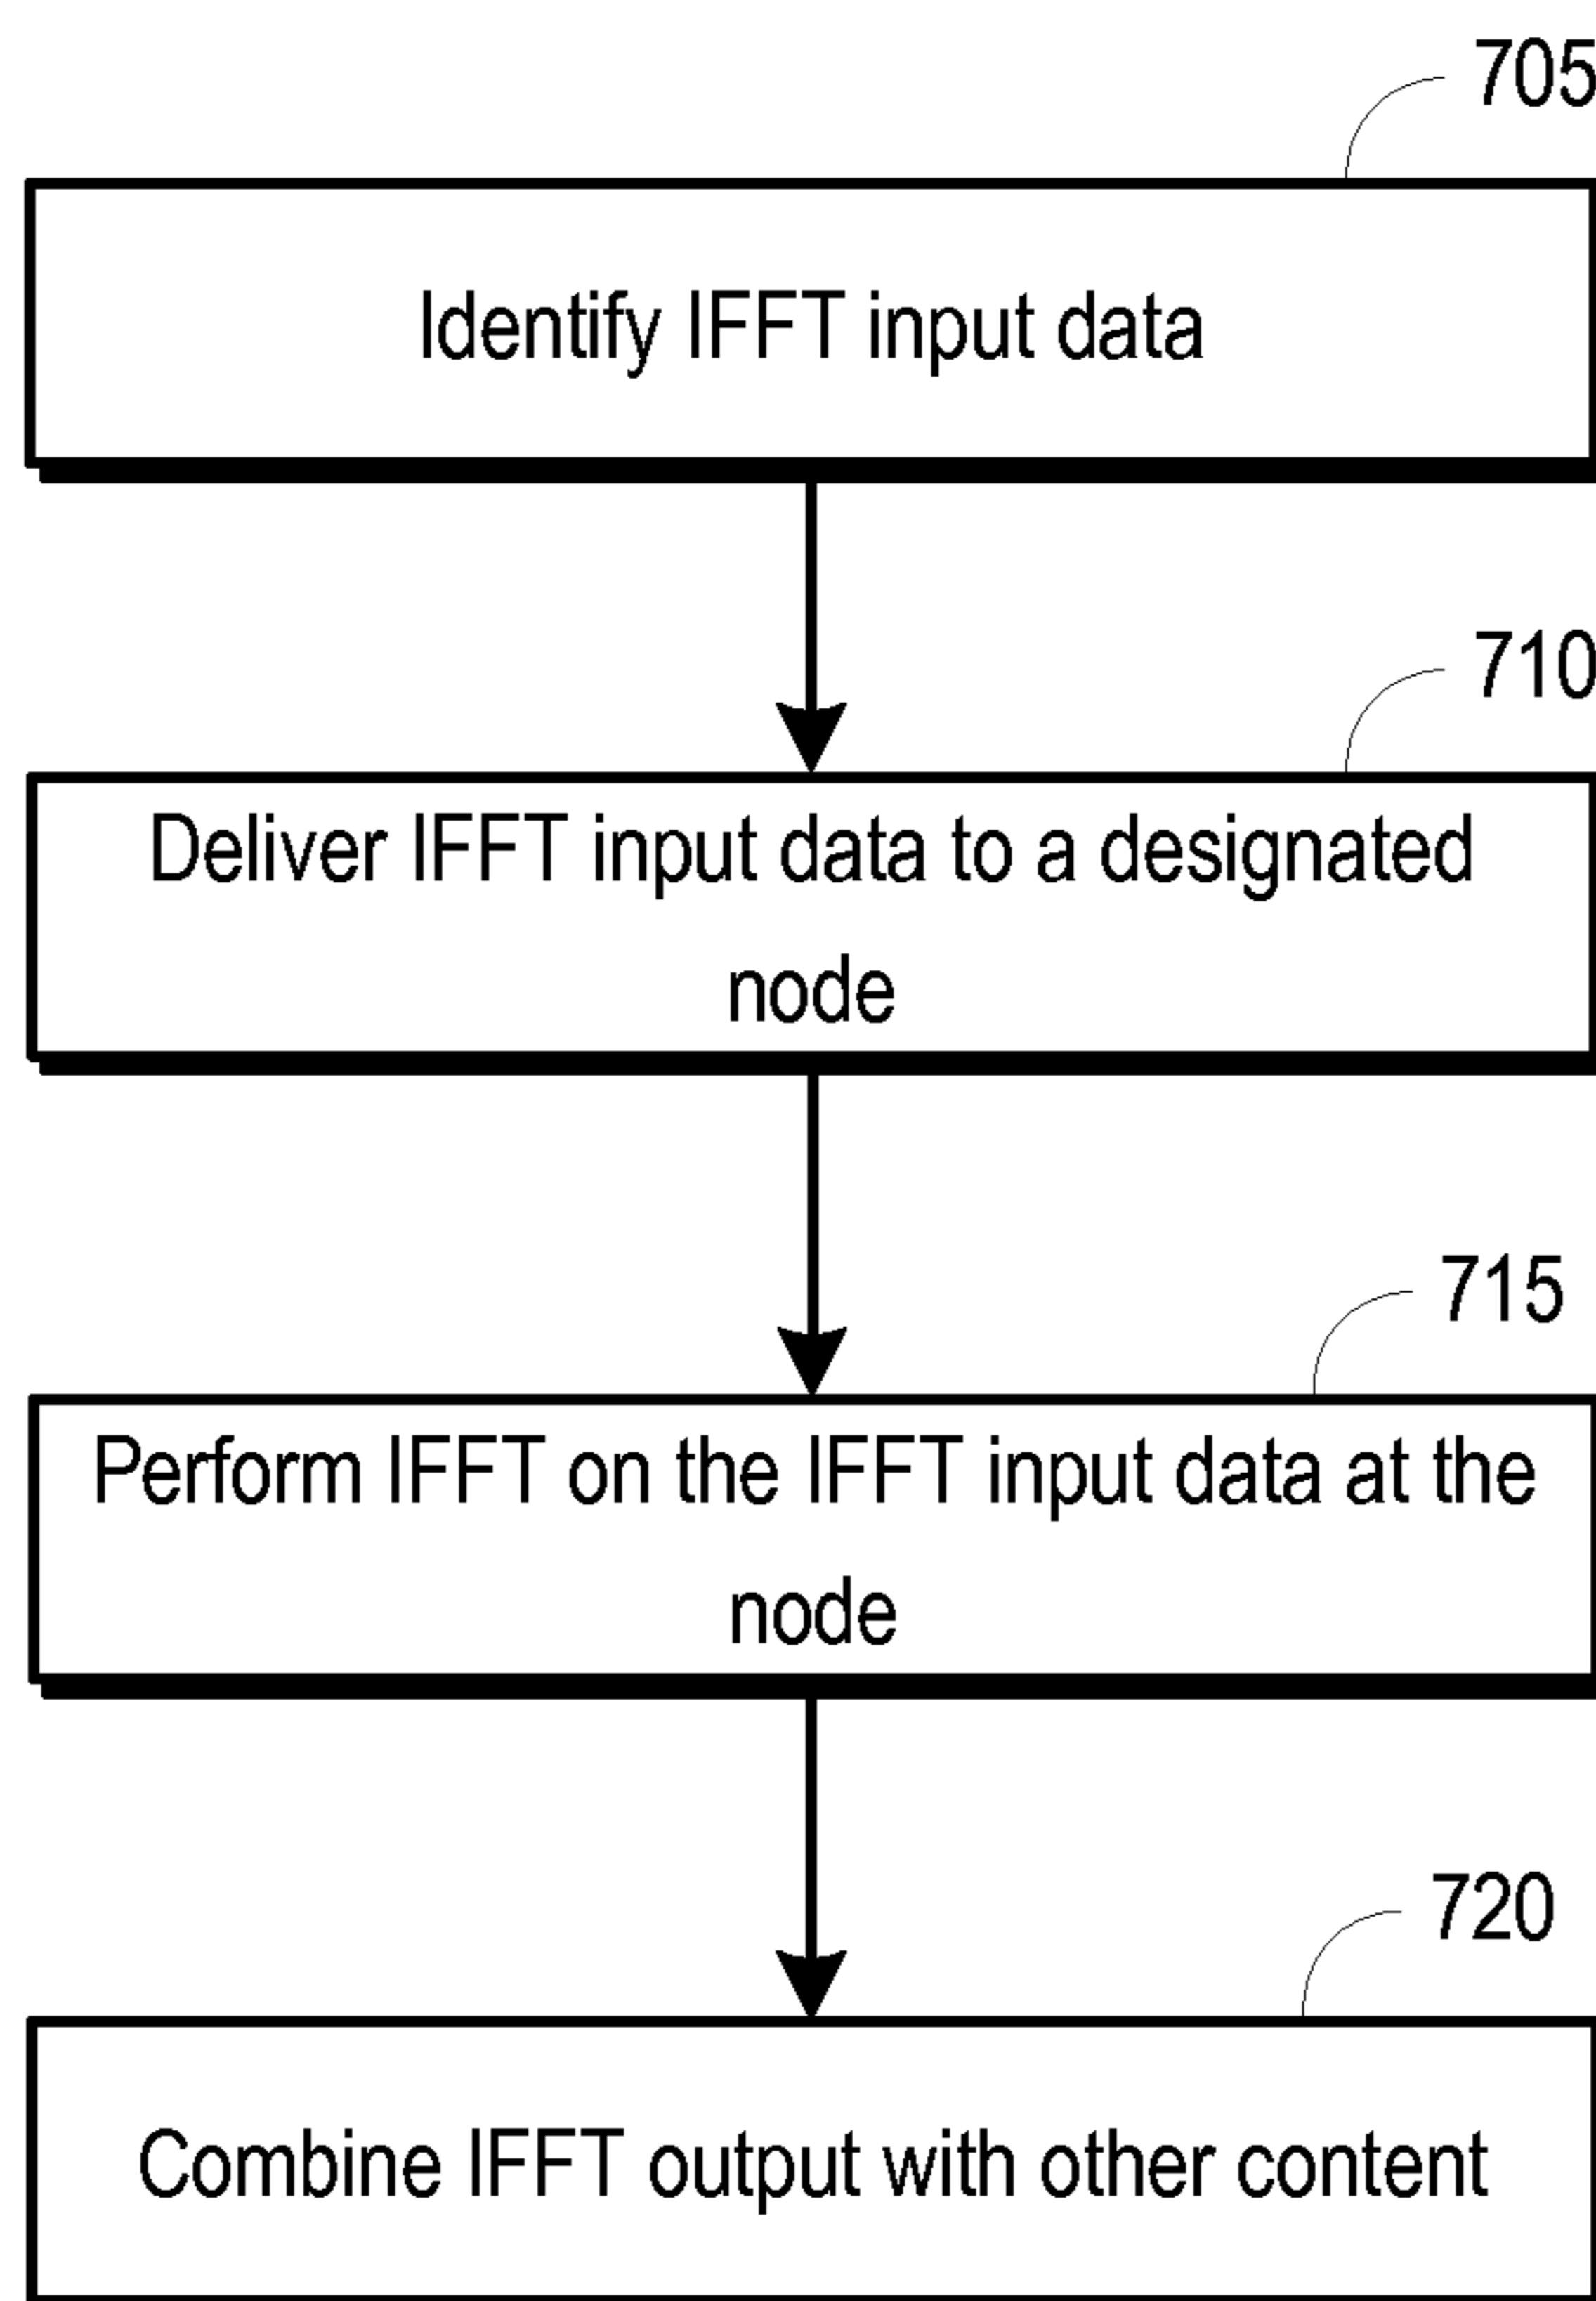 705
Identify IFFT input data
710
Deliver IFFT input data to a designated
node
715
Perform IFFT on the IFFT input data at the
node
720
Combine IFFT output with other content